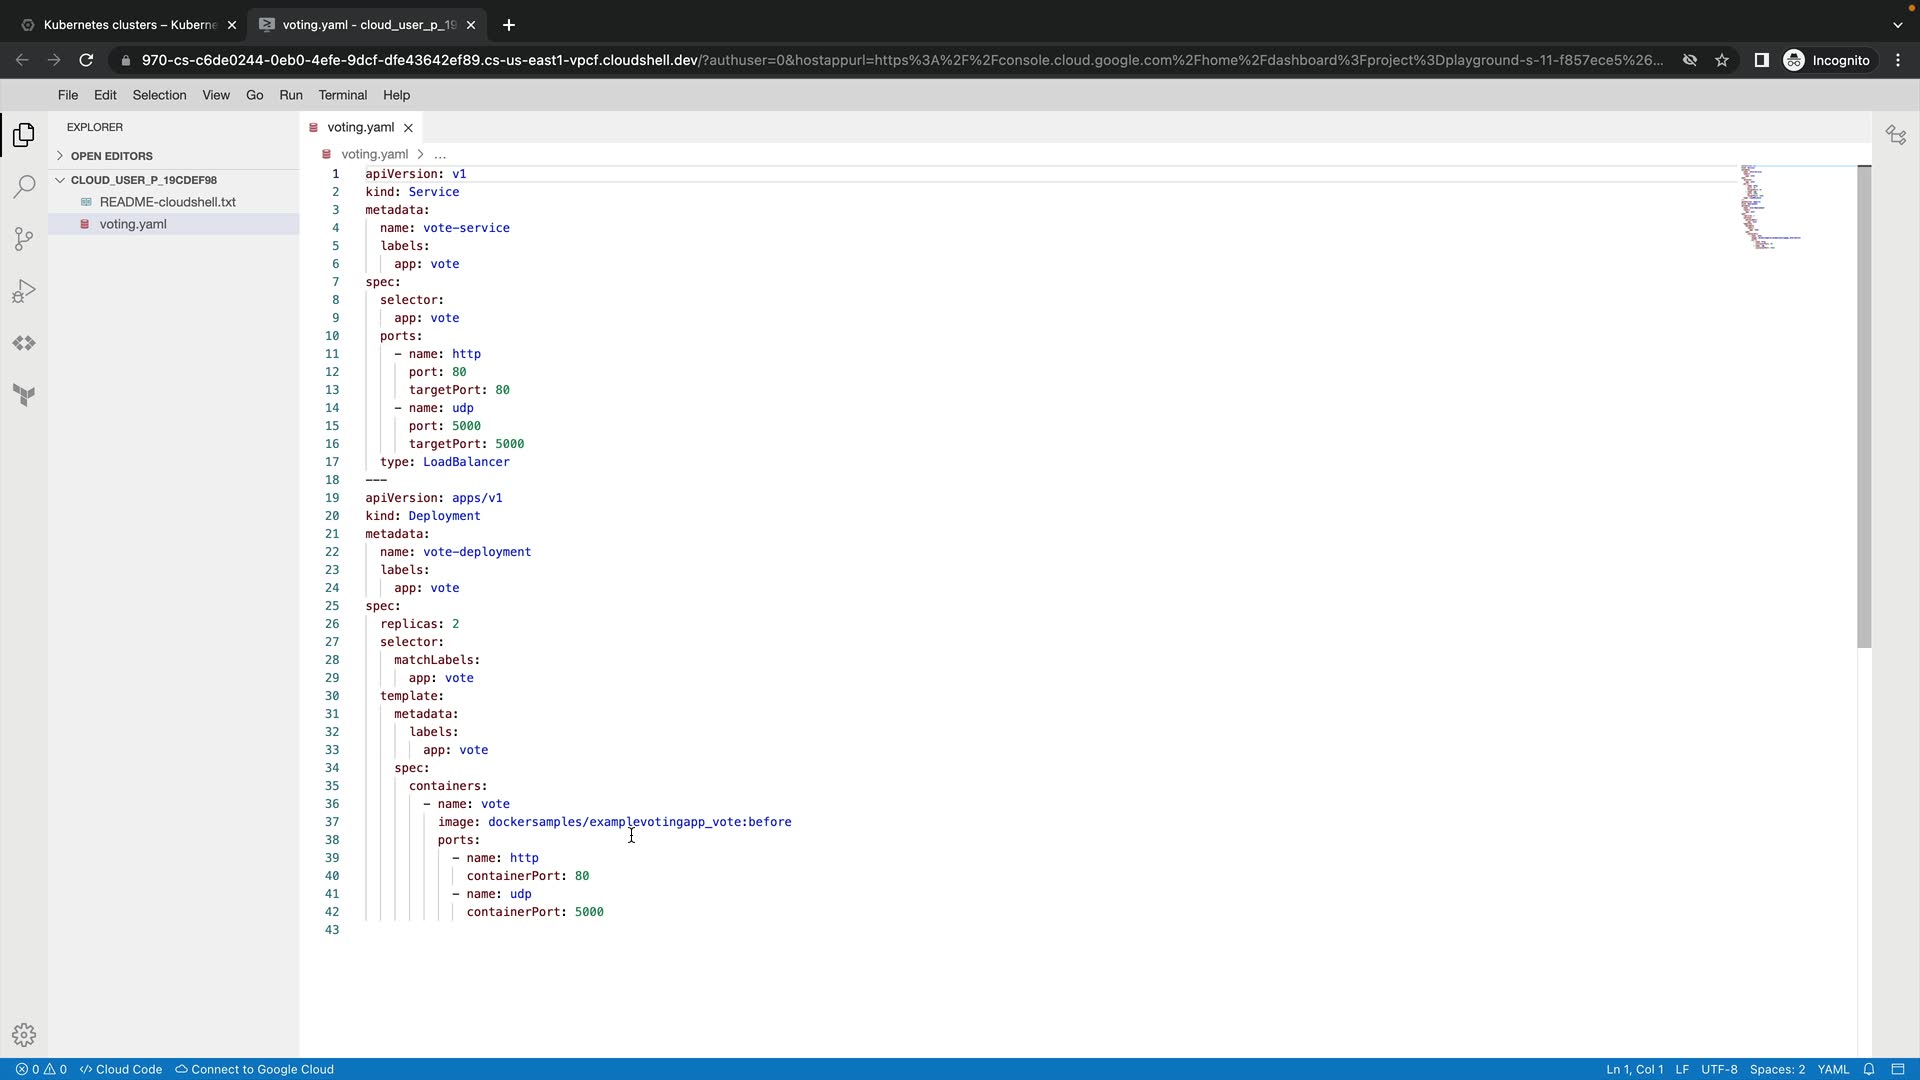 Kubernetes clusters – Kuberne
voting.yaml - cloud_user_p_19
970-cs-c6de0244-0eb0-4efe-9dcf-dfe43642ef89.cs-us-east1-vpcf.cloudshell.dev/?authuser=0&hostappurl=https%3A%2F%2Fconsole.cloud.google.com%2Fhome%2Fdashboard%3Fproject%3Dplayground-s-11-f857ece5%26...
Incognito
File Edit Selection View Go Run Terminal Help
EXPLORER
OPEN EDITORS
CLOUD_USER_P_19CDEF98
README-cloudshell.txt
voting.yaml
voting.yaml
voting.yaml > ...
1 apiVersion: v1
2 kind: Service
3 metadata:
4 name: vote-service
5 labels:
6 app: vote
7 spec:
8 selector:
9 app: vote
10 ports:
11 - name: http
12 port: 80
13 targetPort: 80
14 - name: udp
15 port: 5000
16 targetPort: 5000
17 type: LoadBalancer
18 ---
19 apiVersion: apps/v1
20 kind: Deployment
21 metadata:
22 name: vote-deployment
23 labels:
24 app: vote
25 spec:
26 replicas: 2
27 selector:
28 matchLabels:
29 app: vote
30 template:
31 metadata:
32 labels:
33 app: vote
34 spec:
35 containers:
36 - name: vote
37 image: dockersamples/examplevotingapp_vote:before
38 ports:
39 - name: http
40 containerPort: 80
41 - name: udp
42 containerPort: 5000
43
0 0 </> Cloud Code Connect to Google Cloud
Ln 1, Col 1 LF UTF-8 Spaces: 2 YAML